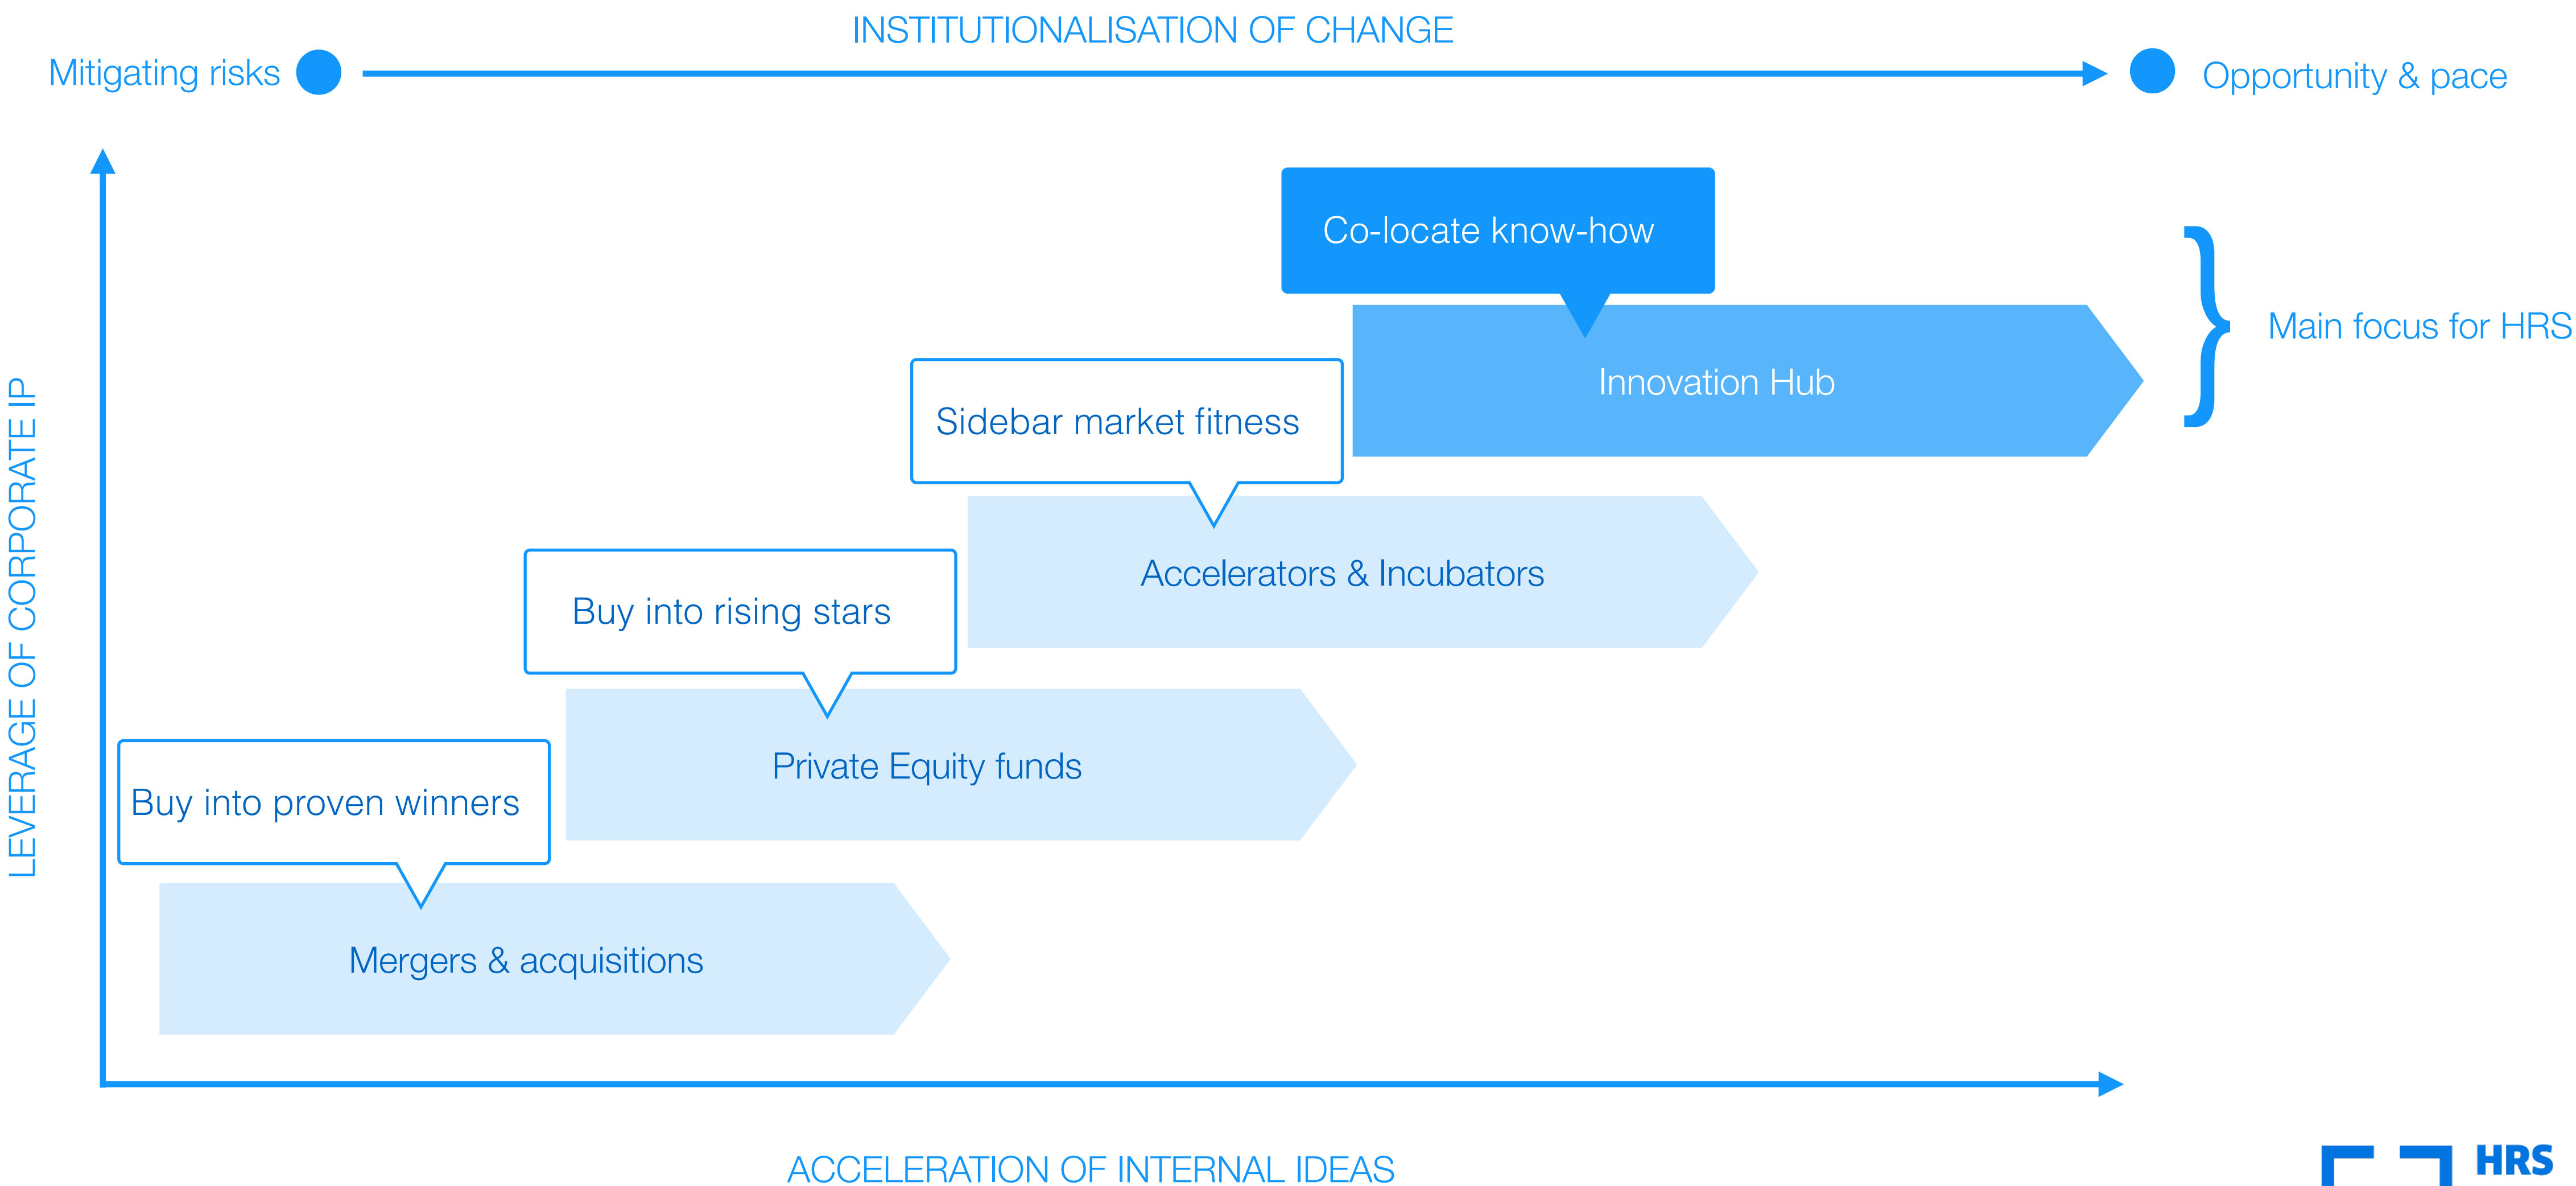 INSTITUTIONALISATION OF CHANGE
Mitigating risks
Opportunity & pace
LEVERAGE OF CORPORATE IP
Co-locate know-how
Innovation Hub
Main focus for HRS
Sidebar market fitness
Accelerators & Incubators
Buy into rising stars
Private Equity funds
Buy into proven winners
Mergers & acquisitions
ACCELERATION OF INTERNAL IDEAS
HRS